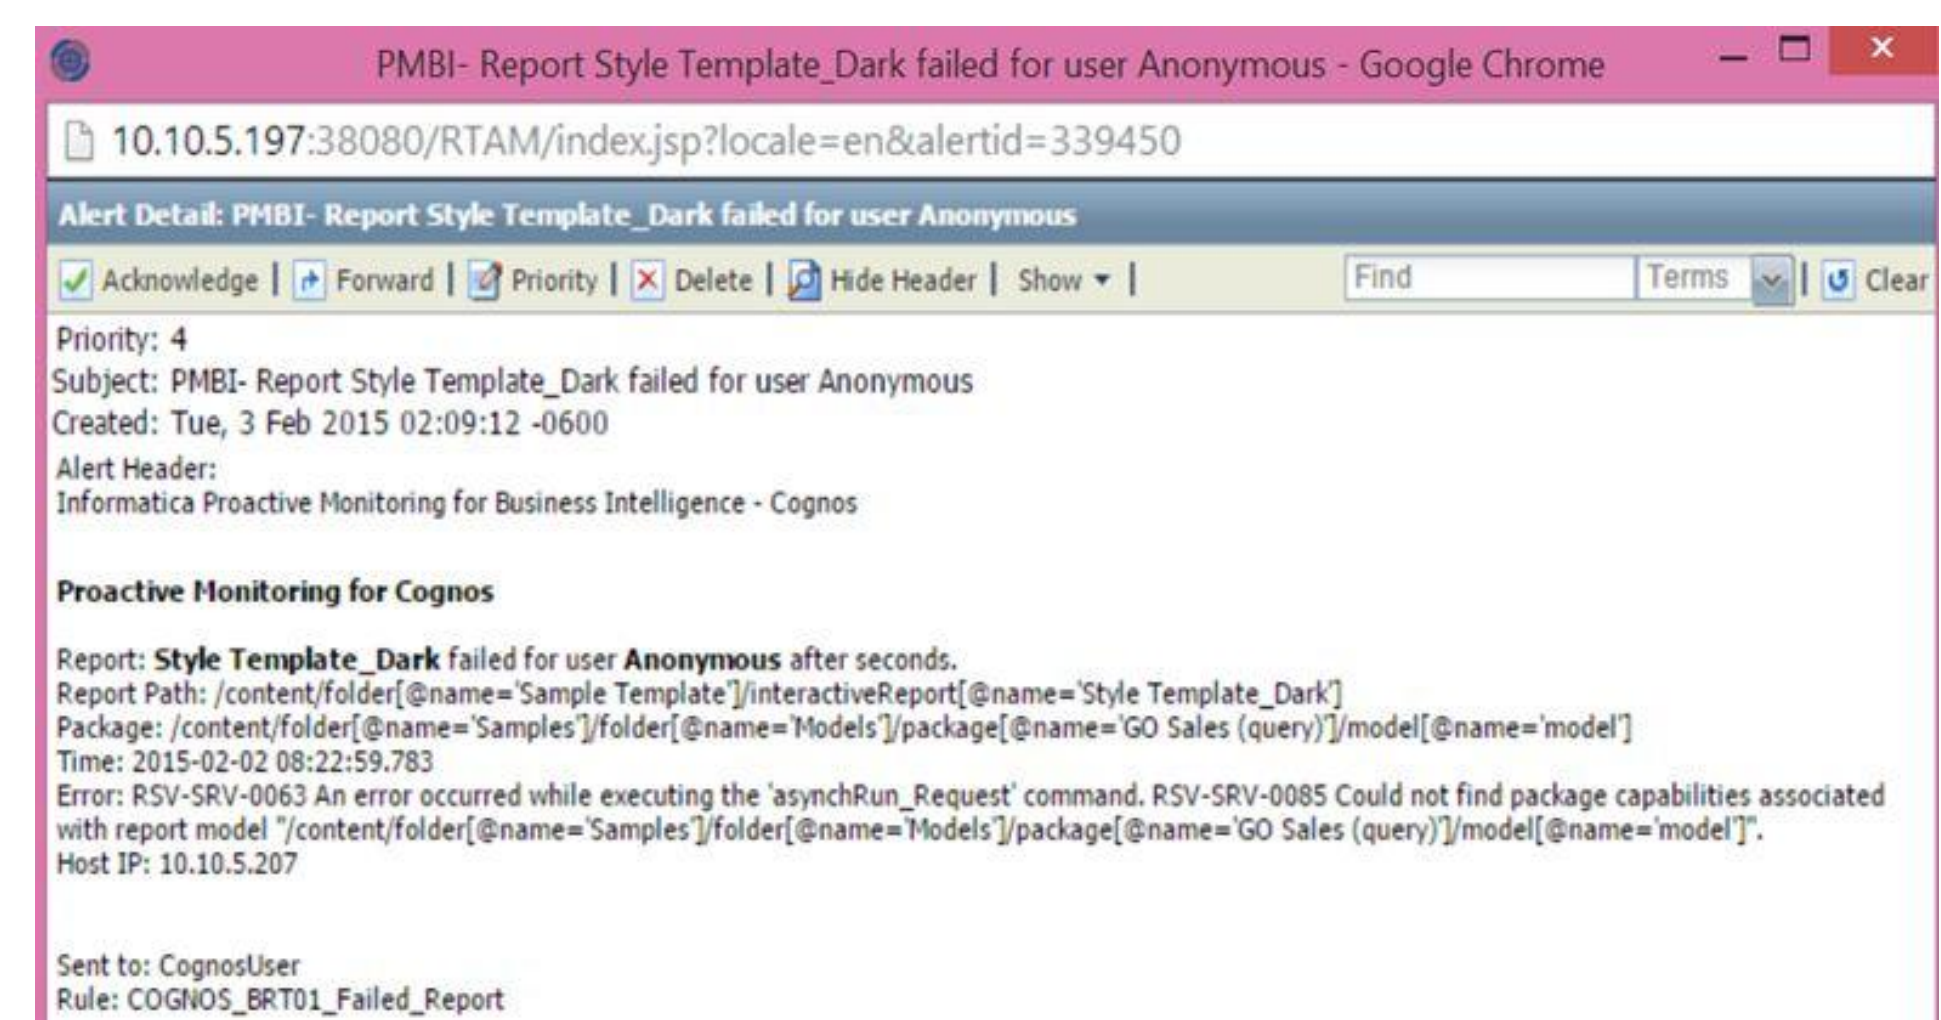 PMBI- Report Style Template_Dark failed for user Anonymous - Google Chrome
10.10.5.197:38080/RTAM/index.jsp?locale=en&alertid=339450
Alert Detail: PMBI- Report Style Template_Dark failed for user Anonymous
Acknowledge | Forward | Priority | Delete | Hide Header | Show | Find Terms | Clear
Priority: 4
Subject: PMBI- Report Style Template_Dark failed for user Anonymous
Created: Tue, 3 Feb 2015 02:09:12 -0600
Alert Header:
Informatica Proactive Monitoring for Business Intelligence - Cognos
Proactive Monitoring for Cognos
Report: Style Template_Dark failed for user Anonymous after seconds.
Report Path: /content/folder[@name='Sample Template']/interactiveReport[@name='Style Template_Dark']
Package: /content/folder[@name='Samples']/folder[@name='Models']/package[@name='GO Sales (query)']/model[@name='model']
Time: 2015-02-02 08:22:59.783
Error: RSV-SRV-0063 An error occurred while executing the 'asynchRun_Request' command. RSV-SRV-0085 Could not find package capabilities associated
with report model "/content/folder[@name='Samples']/folder[@name='Models']/package[@name='GO Sales (query)']/model[@name='model']".
Host IP: 10.10.5.207
Sent to: CognosUser
Rule: COGNOS_BRT01_Failed_Report